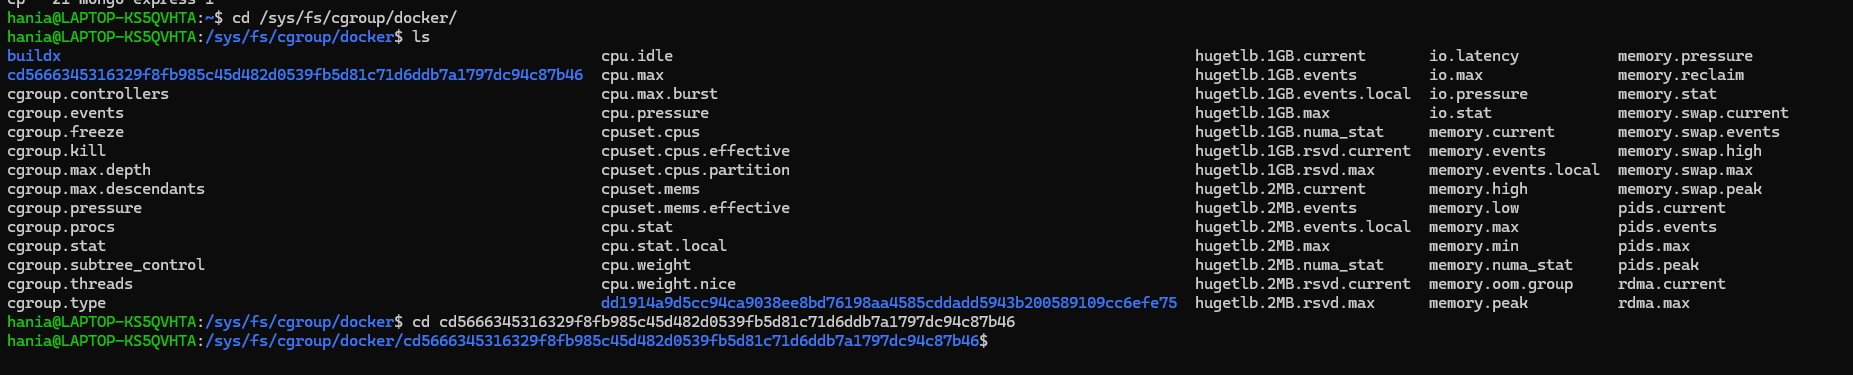 hania@LAPTOP-KS5QVHTA:~$ cd /sys/fs/cgroup/docker/
hania@LAPTOP-KS5QVHTA:/sys/fs/cgroup/docker$ ls
buildx cpu.idle hugetlb.1GB.current io.latency memory.pressure
cd5666345316329f8fb985c45d482d0539fb5d81c71d6ddb7a1797dc94c87b46 cpu.max hugetlb.1GB.events io.max memory.reclaim
cgroup.controllers cpu.max.burst hugetlb.1GB.events.local io.pressure memory.stat
cgroup.events cpu.pressure hugetlb.1GB.max io.stat memory.swap.current
cgroup.freeze cpuset.cpus hugetlb.1GB.numa_stat memory.current memory.swap.events
cgroup.kill cpuset.cpus.effective hugetlb.1GB.rsvd.current memory.events memory.swap.high
cgroup.max.depth cpuset.cpus.partition hugetlb.1GB.rsvd.max memory.events.local memory.swap.max
cgroup.max.descendants cpuset.mems hugetlb.2MB.current memory.high memory.swap.peak
cgroup.pressure cpuset.mems.effective hugetlb.2MB.events memory.low pids.current
cgroup.procs cpu.stat hugetlb.2MB.events.local memory.max pids.events
cgroup.stat cpu.stat.local hugetlb.2MB.max memory.min pids.max
cgroup.subtree_control cpu.weight hugetlb.2MB.numa_stat memory.numa_stat pids.peak
cgroup.threads cpu.weight.nice hugetlb.2MB.rsvd.current memory.oom.group rdma.current
cgroup.type dd1914a9d5cc94ca9038ee8bd76198aa4585cddadd5943b200589109cc6efe75 hugetlb.2MB.rsvd.max memory.peak rdma.max
hania@LAPTOP-KS5QVHTA:/sys/fs/cgroup/docker$ cd cd5666345316329f8fb985c45d482d0539fb5d81c71d6ddb7a1797dc94c87b46
hania@LAPTOP-KS5QVHTA:/sys/fs/cgroup/docker/cd5666345316329f8fb985c45d482d0539fb5d81c71d6ddb7a1797dc94c87b46$